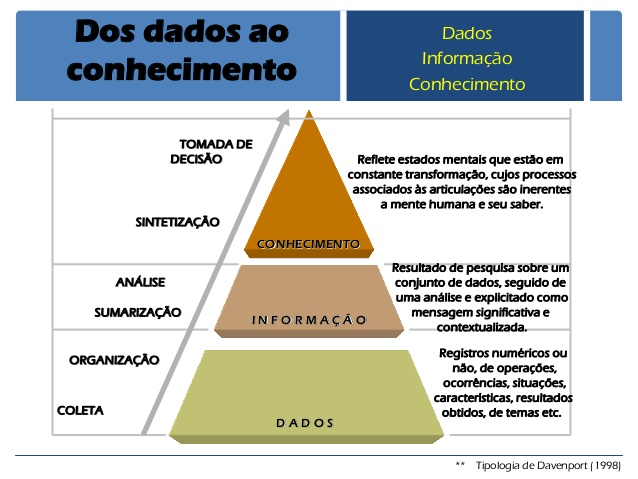 Dos dados ao
conhecimento
Dados
Informação
Conhecimento
TOMADA DE
DECISÃO
Reflete estados mentais que estão em
constante transformação, cujos processos
associados às articulações são inerentes
a mente humana e seu saber.
SINTETIZAÇÃO
CONHECIMENTO
ANÁLISE
SUMARIZAÇÃO
INFORMAÇÃO
Resultado de pesquisa sobre um
conjunto de dados, seguido de
uma análise e explicitado como
mensagem significativa e
contextualizada.
ORGANIZAÇÃO
COLETA
DADOS
Registros numéricos ou
não, de operações,
ocorrências, situações,
características, resultados
obtidos, de temas etc.
** Tipologia de Davenport (1998)